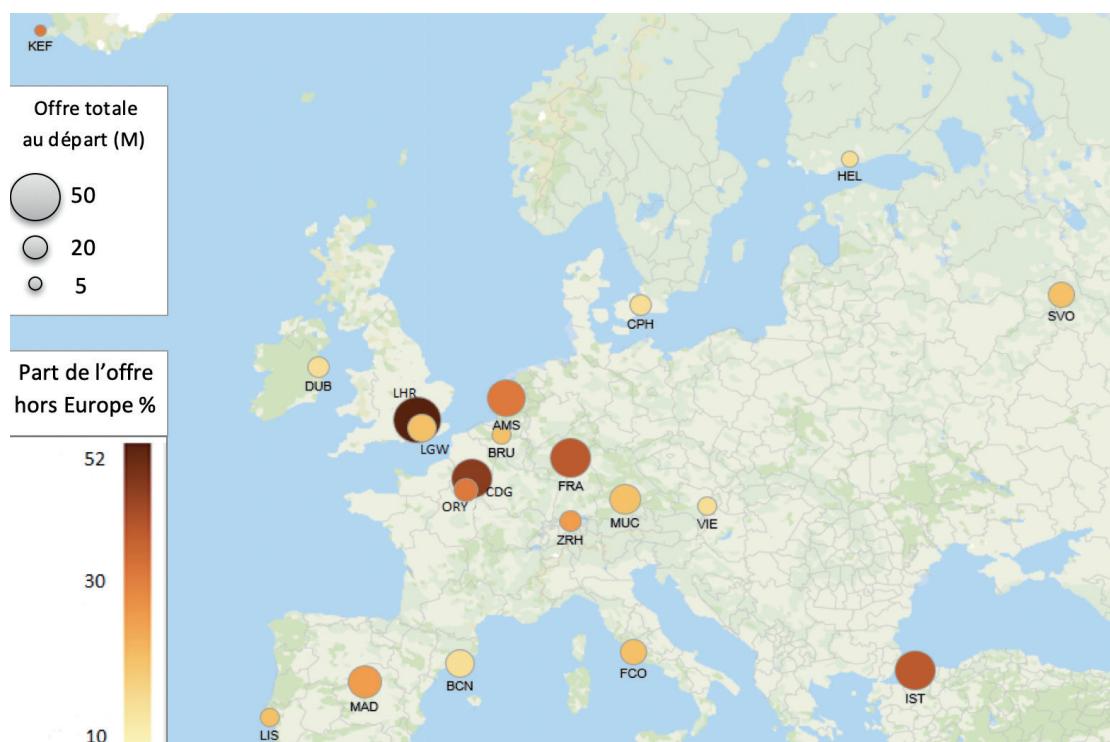 KEF
Offre totale
au départ (M)
50
20
5
Part de l'offre
hors Europe %
52
30
10
HEL
SVO
CPH
DUB
LHR
LGW
AMS
BRU
CDG
ORY
FRA
MUC
VIE
ZRH
FCO
BCN
MAD
LIS
IST